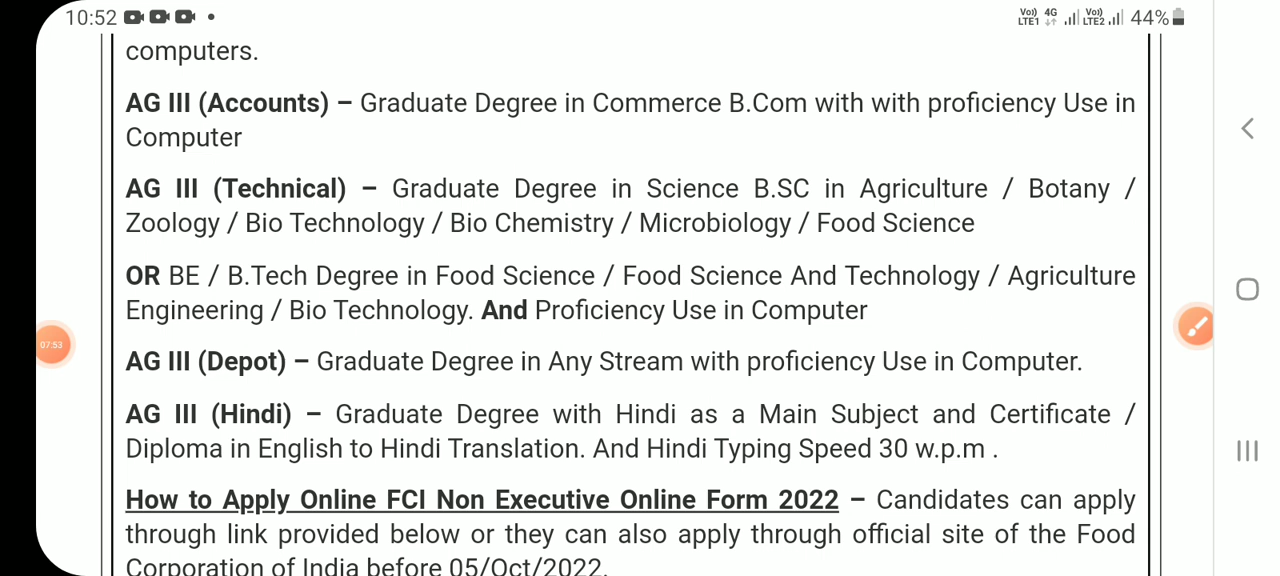 10:52
Vo)) LTE1 4G Vo)) LTE2 44%
computers.
AG III (Accounts) – Graduate Degree in Commerce B.Com with with proficiency Use in
Computer
AG III (Technical) – Graduate Degree in Science B.SC in Agriculture / Botany /
Zoology / Bio Technology / Bio Chemistry / Microbiology / Food Science
OR BE / B.Tech Degree in Food Science / Food Science And Technology / Agriculture
Engineering / Bio Technology. And Proficiency Use in Computer
07:53
AG III (Depot) – Graduate Degree in Any Stream with proficiency Use in Computer.
AG III (Hindi) – Graduate Degree with Hindi as a Main Subject and Certificate /
Diploma in English to Hindi Translation. And Hindi Typing Speed 30 w.p.m .
How to Apply Online FCI Non Executive Online Form 2022 – Candidates can apply
through link provided below or they can also apply through official site of the Food
Corporation of India before 05/Oct/2022.